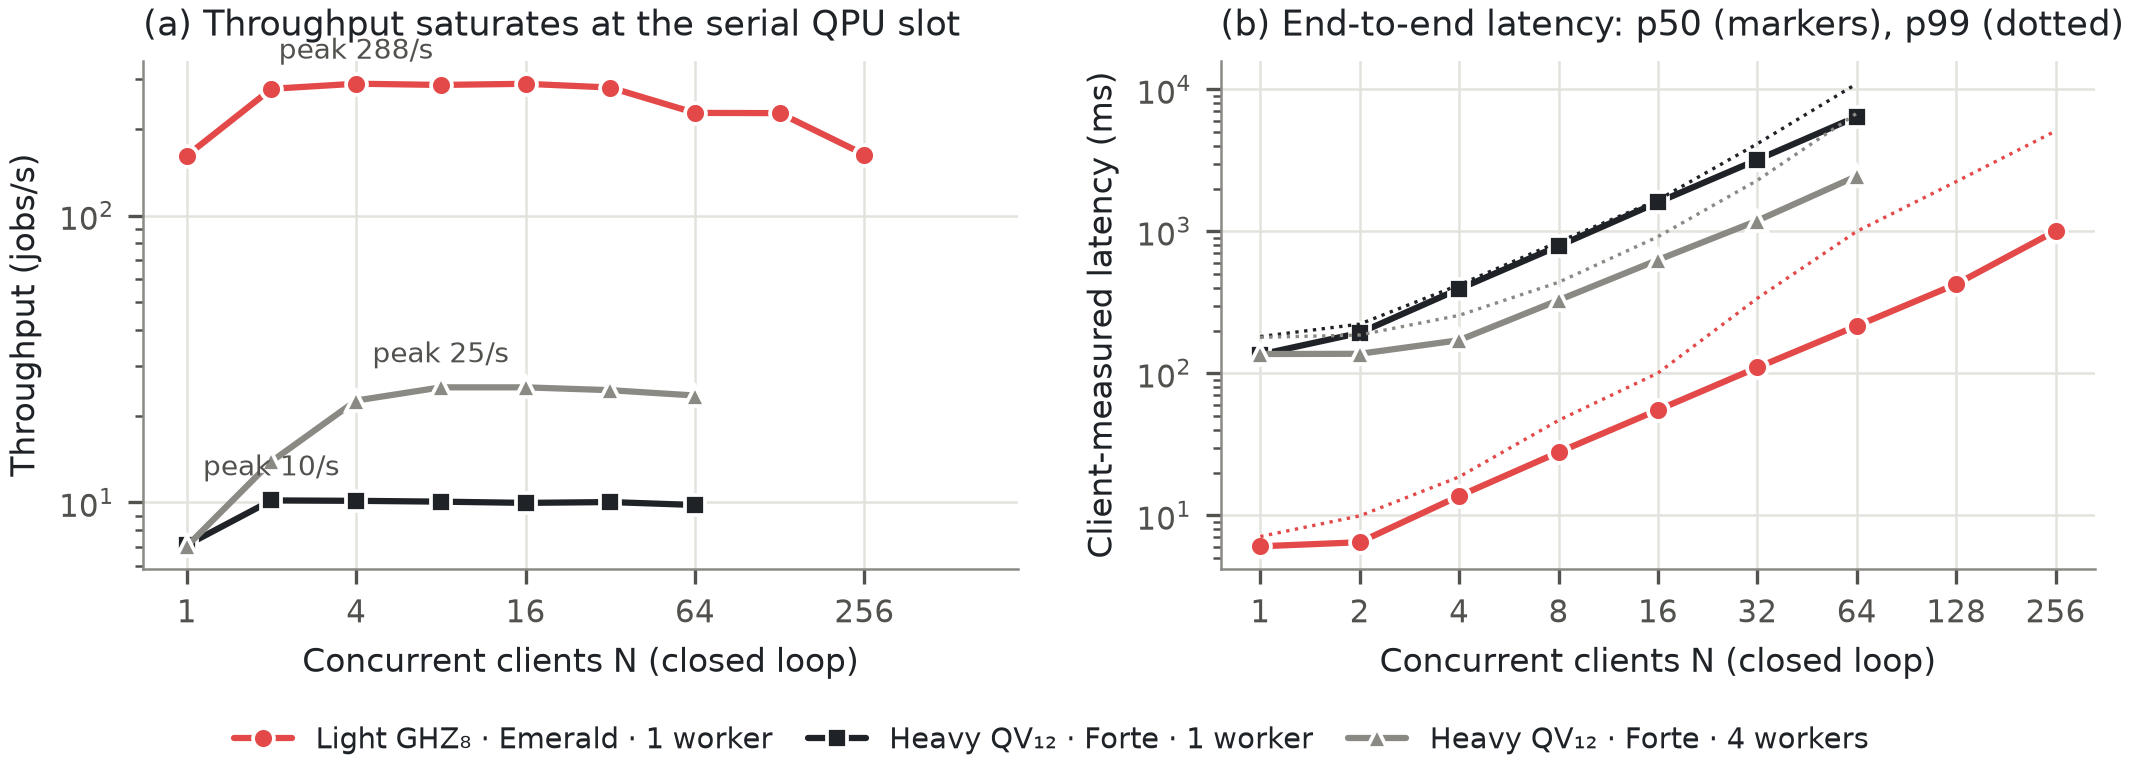 (a) Throughput saturates at the serial QPU slot
peak 288/s
peak 25/s
peak 10/s
10²
10¹
Throughput (jobs/s)
1 4 16 64 256
Concurrent clients N (closed loop)
(b) End-to-end latency: p50 (markers), p99 (dotted)
10⁴
10³
10²
10¹
Client-measured latency (ms)
1 2 4 8 16 32 64 128 256
Concurrent clients N (closed loop)
Light GHZ₈ · Emerald · 1 worker
Heavy QV₁₂ · Forte · 1 worker
Heavy QV₁₂ · Forte · 4 workers